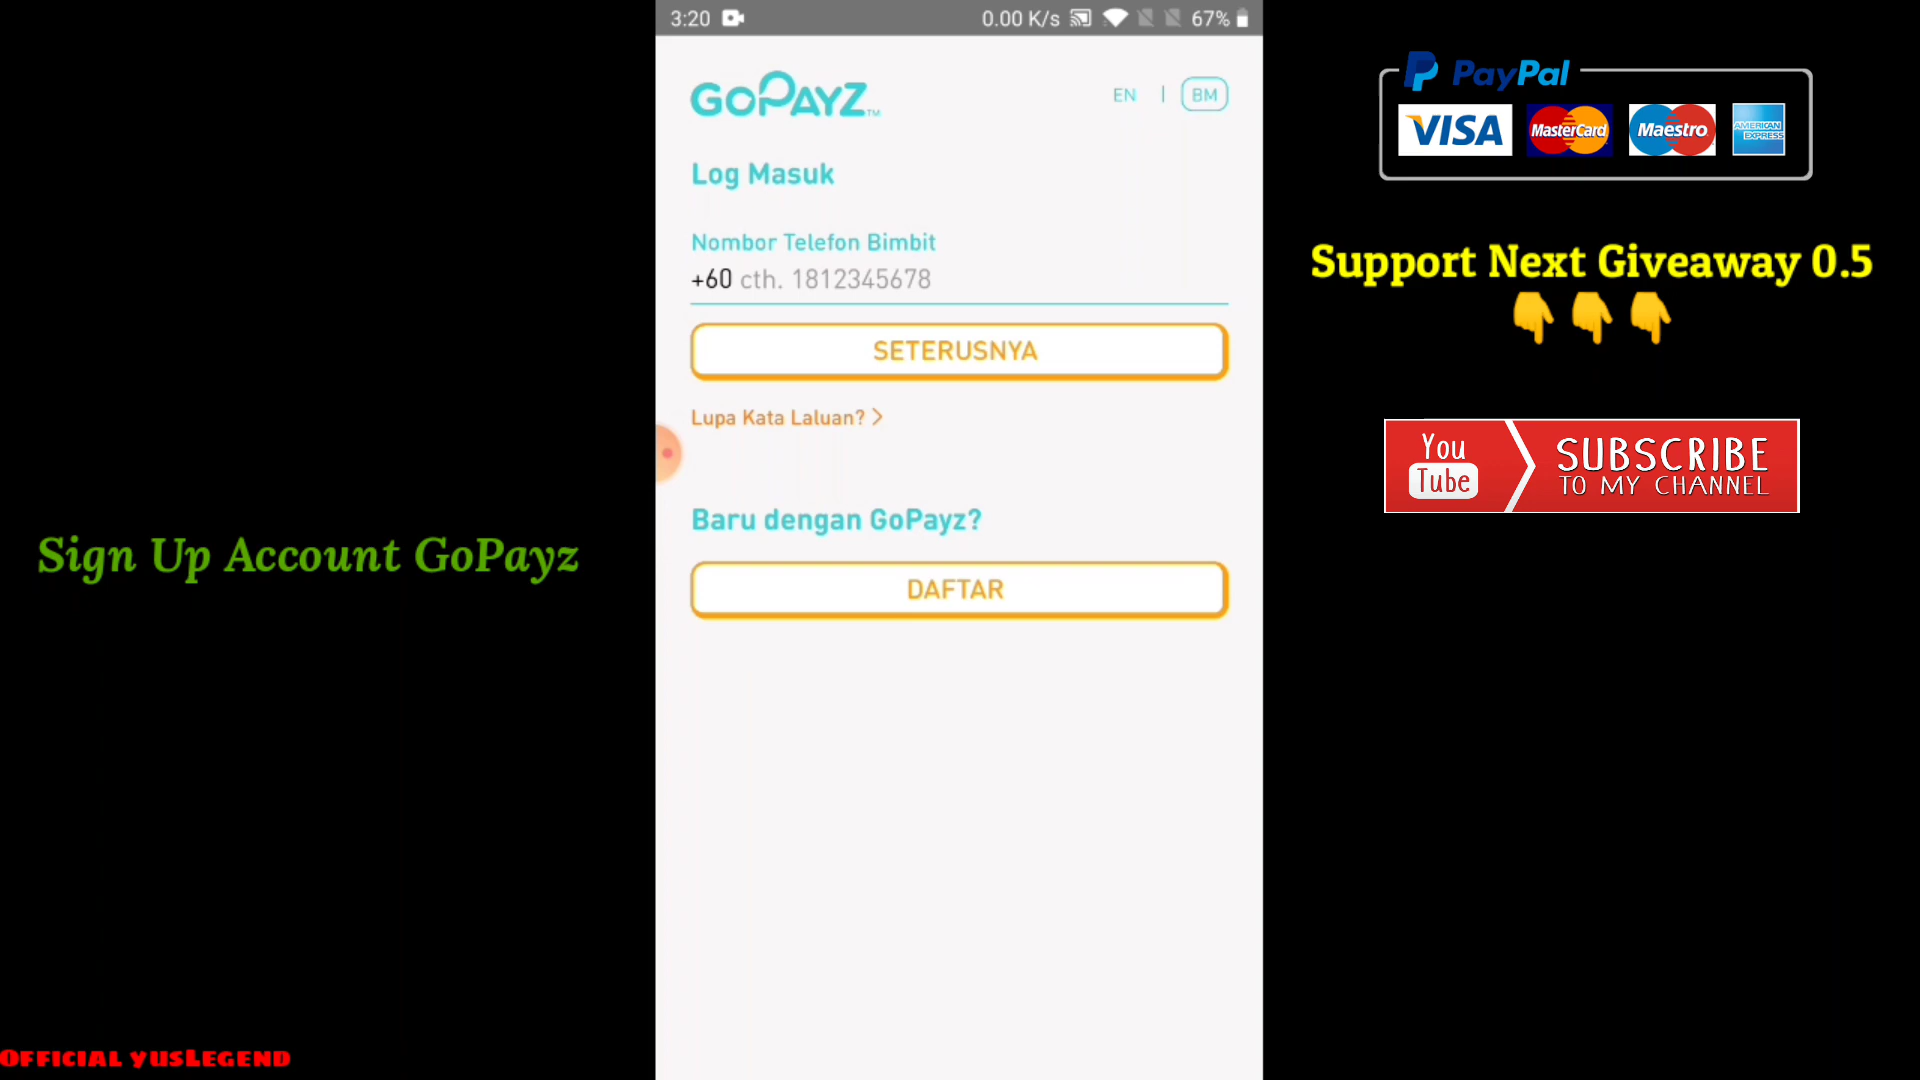 3:20
0.00 K/s
67%
GoPayz™
EN | BM
Log Masuk
Nombor Telefon Bimbit
+60 cth. 1812345678
SETERUSNYA
Lupa Kata Laluan? >
Baru dengan GoPayz?
DAFTAR
Sign Up Account GoPayz
Official yusLegend
PayPal
VISA
MasterCard
Maestro
AMERICAN EXPRESS
Support Next Giveaway 0.5
👇👇👇
You Tube
SUBSCRIBE
TO MY CHANNEL